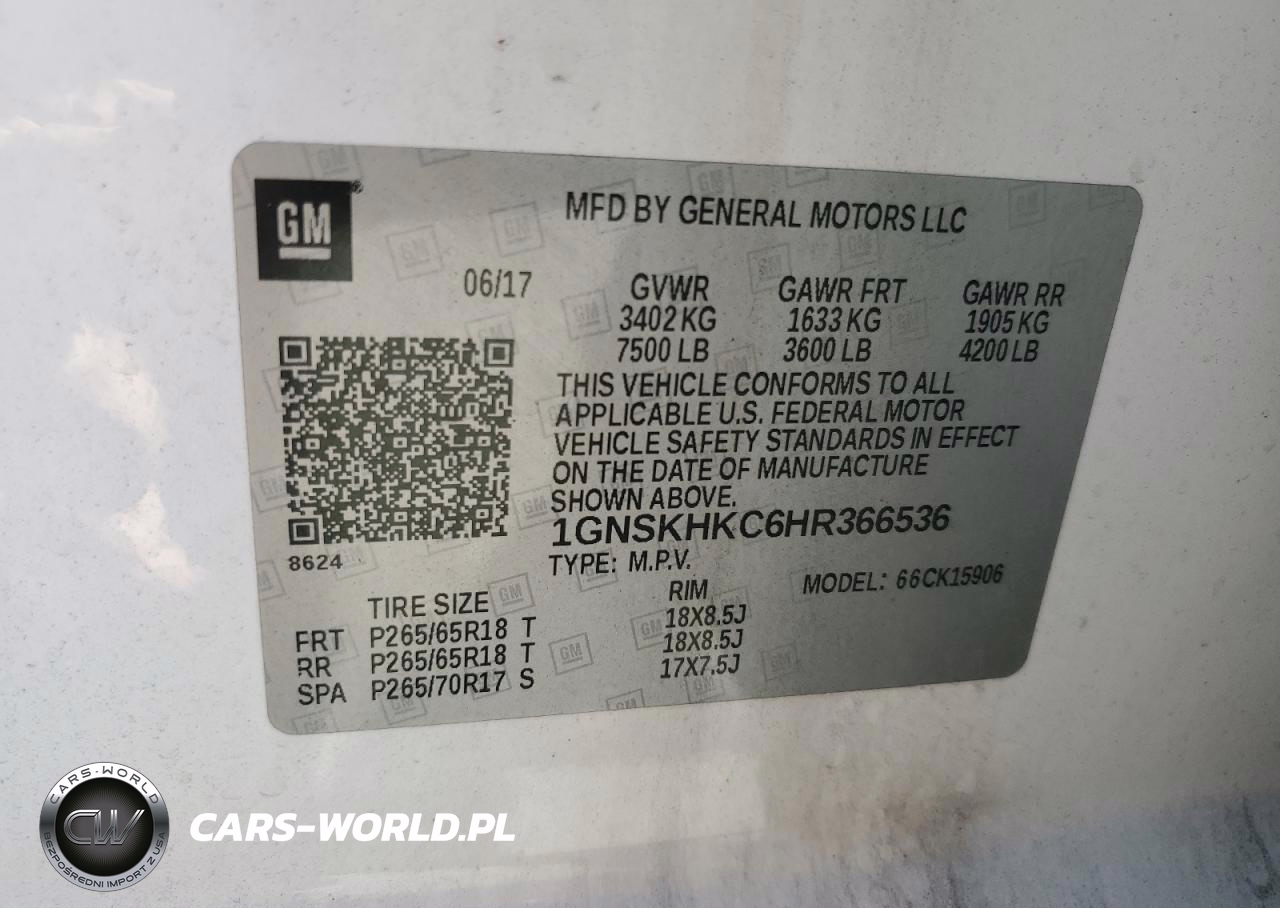 GM
MFD BY GENERAL MOTORS LLC
06/17
GVWR GAWR FRT GAWR RR
3402 KG 1633 KG 1905 KG
7500 LB 3600 LB 4200 LB
THIS VEHICLE CONFORMS TO ALL
APPLICABLE U.S. FEDERAL MOTOR
VEHICLE SAFETY STANDARDS IN EFFECT
ON THE DATE OF MANUFACTURE
SHOWN ABOVE.
1GNSKHKC6HR366536
8624
TYPE: M.P.V.
MODEL: 66CK15906
TIRE SIZE RIM
FRT P265/65R18 T 18X8.5J
RR P265/65R18 T 18X8.5J
SPA P265/70R17 S 17X7.5J
CARS-WORLD
CW
BEZPOŚREDNI IMPORT Z USA
CARS-WORLD.PL